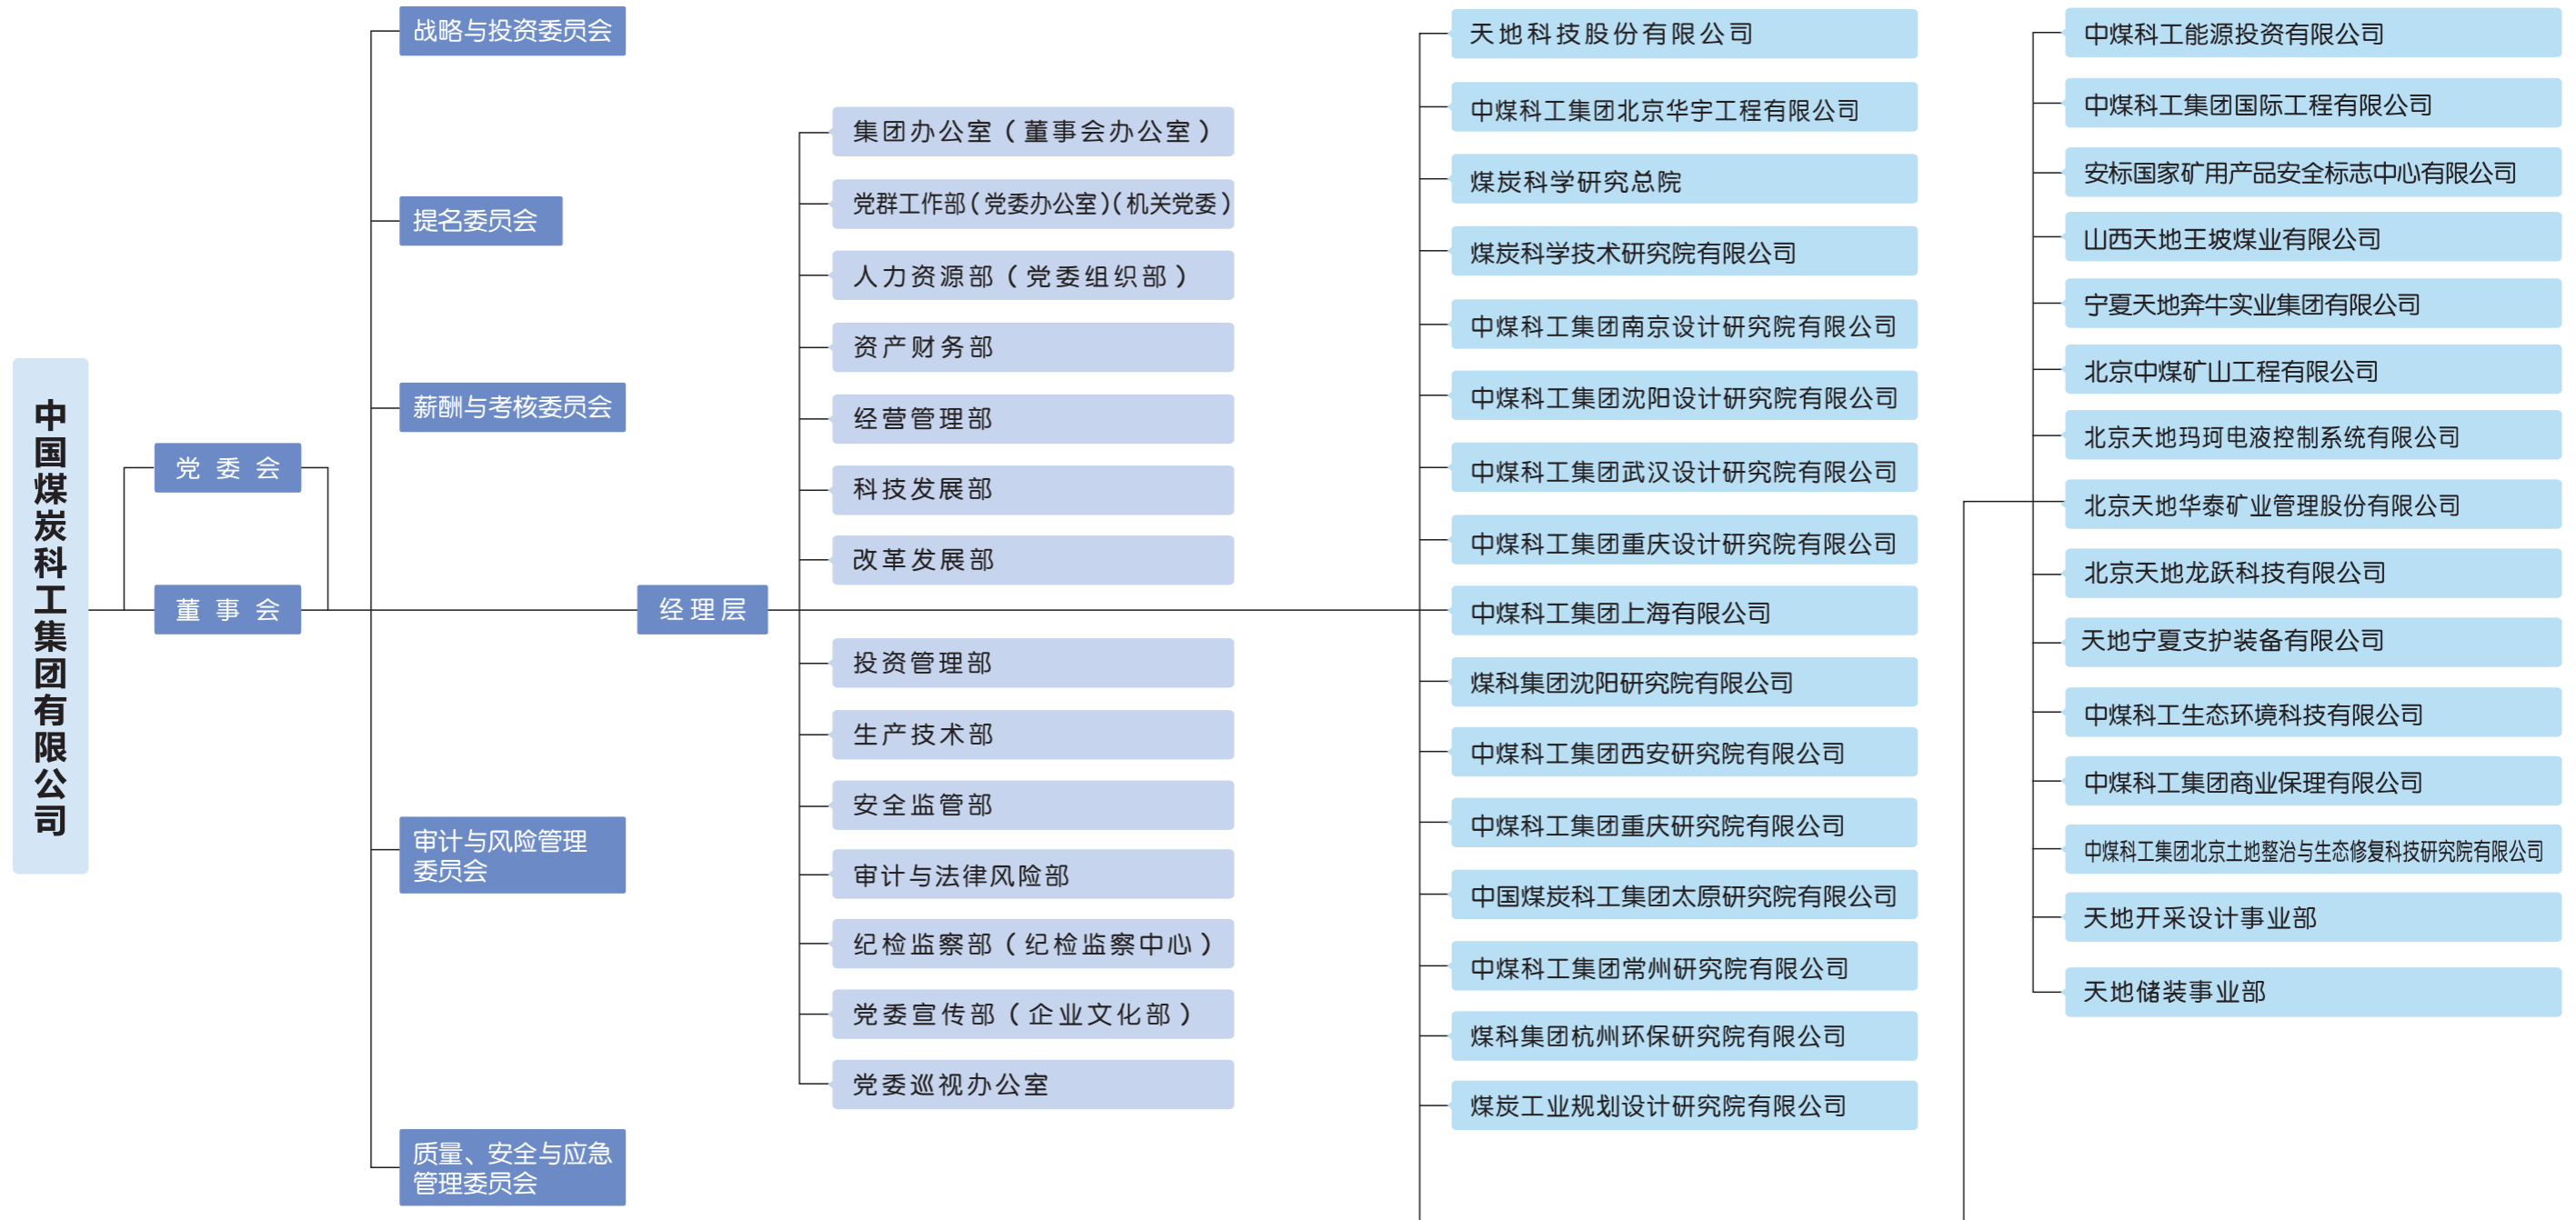 中国煤炭科工集团有限公司
党委会
董事会
战略与投资委员会
提名委员会
薪酬与考核委员会
审计与风险管理
委员会
质量、安全与应急
管理委员会
经理层
集团办公室（董事会办公室）
党群工作部（党委办公室）（机关党委）
人力资源部（党委组织部）
资产财务部
经营管理部
科技发展部
改革发展部
投资管理部
生产技术部
安全监管部
审计与法律风险部
纪检监察部（纪检监察中心）
党委宣传部（企业文化部）
党委巡视办公室
天地科技股份有限公司
中煤科工集团北京华宇工程有限公司
煤炭科学研究总院
煤炭科学技术研究院有限公司
中煤科工集团南京设计研究院有限公司
中煤科工集团沈阳设计研究院有限公司
中煤科工集团武汉设计研究院有限公司
中煤科工集团重庆设计研究院有限公司
中煤科工集团上海有限公司
煤科集团沈阳研究院有限公司
中煤科工集团西安研究院有限公司
中煤科工集团重庆研究院有限公司
中国煤炭科工集团太原研究院有限公司
中煤科工集团常州研究院有限公司
煤科集团杭州环保研究院有限公司
煤炭工业规划设计研究院有限公司
中煤科工能源投资有限公司
中煤科工集团国际工程有限公司
安标国家矿用产品安全标志中心有限公司
山西天地王坡煤业有限公司
宁夏天地奔牛实业集团有限公司
北京中煤矿山工程有限公司
北京天地玛珂电液控制系统有限公司
北京天地华泰矿业管理股份有限公司
北京天地龙跃科技有限公司
天地宁夏支护装备有限公司
中煤科工生态环境科技有限公司
中煤科工集团商业保理有限公司
中煤科工集团北京土地整治与生态修复科技研究院有限公司
天地开采设计事业部
天地储装事业部